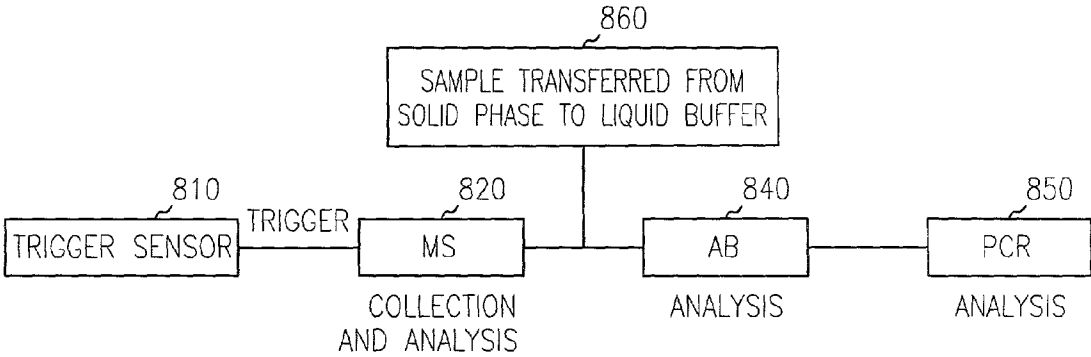 860
SAMPLE TRANSFERRED FROM
SOLID PHASE TO LIQUID BUFFER
810
TRIGGER SENSOR
TRIGGER
820
MS
COLLECTION
AND ANALYSIS
840
AB
ANALYSIS
850
PCR
ANALYSIS